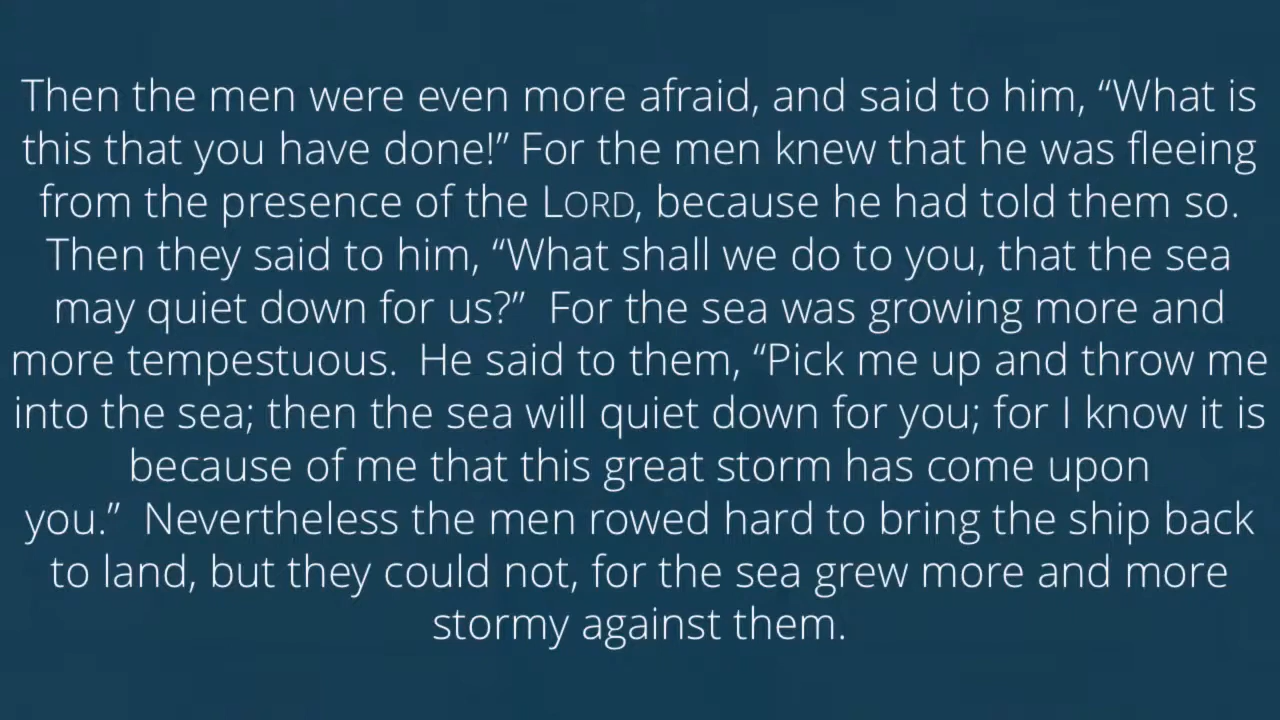 Then the men were even more afraid, and said to him, “What is
this that you have done!” For the men knew that he was fleeing
from the presence of the LORD, because he had told them so.
Then they said to him, “What shall we do to you, that the sea
may quiet down for us?”  For the sea was growing more and
more tempestuous.  He said to them, “Pick me up and throw me
into the sea; then the sea will quiet down for you; for I know it is
because of me that this great storm has come upon
you.”  Nevertheless the men rowed hard to bring the ship back
to land, but they could not, for the sea grew more and more
stormy against them.